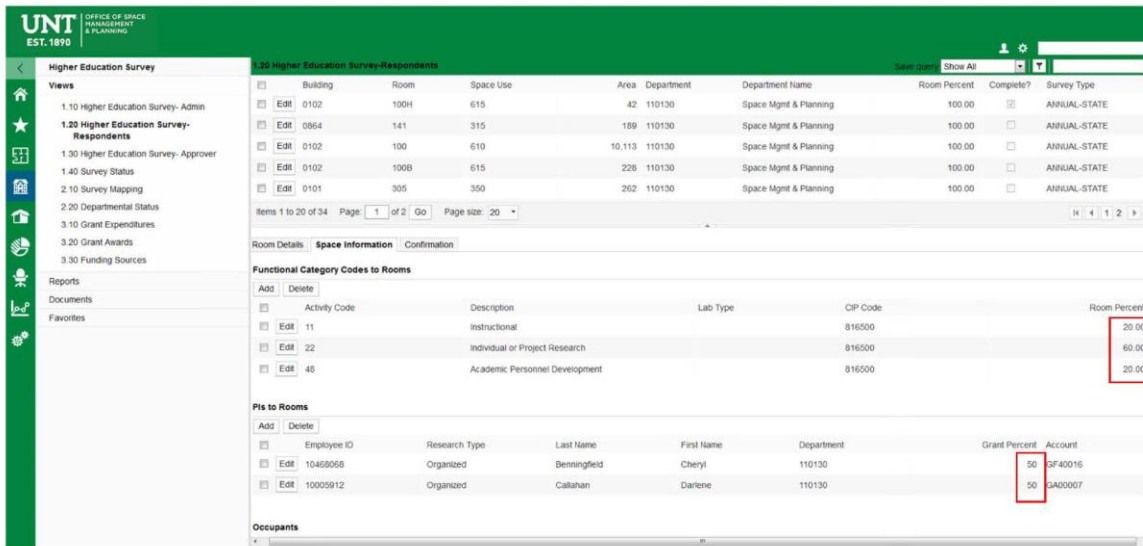 UNT
OFFICE OF SPACE
MANAGEMENT
& PLANNING
EST. 1890
Higher Education Survey
Views
1.10 Higher Education Survey- Admin
1.20 Higher Education Survey-
Respondents
1.30 Higher Education Survey- Approver
1.40 Survey Status
2.10 Survey Mapping
2.20 Departmental Status
3.10 Grant Expenditures
3.20 Grant Awards
3.30 Funding Sources
Reports
Documents
Favorites
1.20 Higher Education Survey-Respondents Save query Show All
Building Room Space Use Area Department Department Name Room Percent Complete? Survey Type
Edit 0102 100H 615 42 110130 Space Mgmt & Planning 100.00 ANNUAL-STATE
Edit 0864 141 315 189 110130 Space Mgmt & Planning 100.00 ANNUAL-STATE
Edit 0102 100 610 10,113 110130 Space Mgmt & Planning 100.00 ANNUAL-STATE
Edit 0102 100B 615 228 110130 Space Mgmt & Planning 100.00 ANNUAL-STATE
Edit 0101 305 350 262 110130 Space Mgmt & Planning 100.00 ANNUAL-STATE
Items 1 to 20 of 34 Page: 1 of 2 Go Page size: 20 1 2
Room Details Space Information Confirmation
Functional Category Codes to Rooms
Add Delete
Activity Code Description Lab Type CIP Code Room Percent
Edit 11 Instructional 816500 20.00
Edit 22 Individual or Project Research 816500 60.00
Edit 46 Academic Personnel Development 816500 20.00
PIs to Rooms
Add Delete
Employee ID Research Type Last Name First Name Department Grant Percent Account
Edit 10468068 Organized Benningfield Cheryl 110130 50 GF40016
Edit 10005912 Organized Callahan Darlene 110130 50 GA00007
Occupants